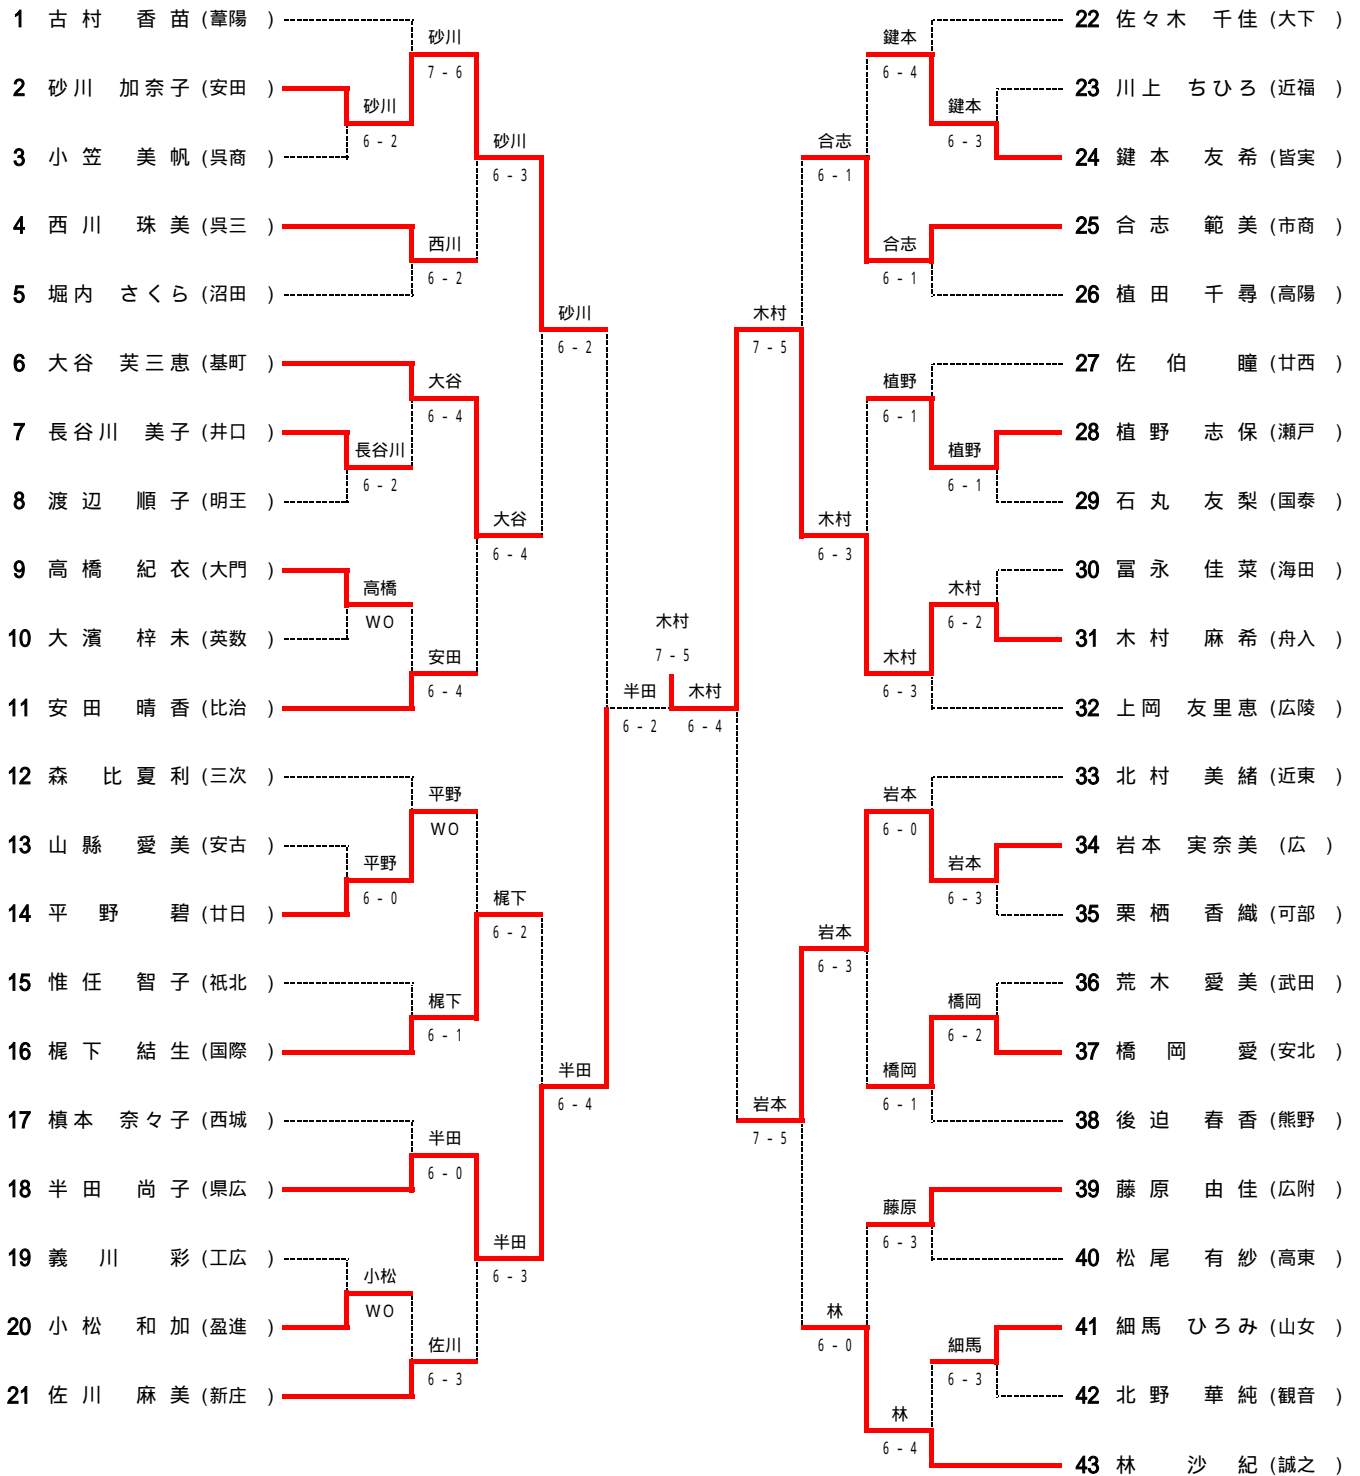 1 古村 香苗 (葦陽 )
2 砂川 加奈子 (安田 )
3 小笠 美帆 (呉商 )
4 西川 珠美 (呉三 )
5 堀内 さくら (沼田 )
6 大谷 芙三恵 (基町 )
7 長谷川 美子 (井口 )
8 渡辺 順子 (明王 )
9 高橋 紀衣 (大門 )
10 大濱 梓未 (英数 )
11 安田 晴香 (比治 )
12 森 比夏利 (三次 )
13 山縣 愛美 (安古 )
14 平野 碧 (廿日 )
15 惟任 智子 (祇北 )
16 梶下 結生 (国際 )
17 槙本 奈々子 (西城 )
18 半田 尚子 (県広 )
19 義川 彩 (工広 )
20 小松 和加 (盈進 )
21 佐川 麻美 (新庄 )
砂川
6 - 2
長谷川
6 - 2
高橋
WO
平野
6 - 0
小松
WO
砂川
7 - 6
西川
6 - 2
大谷
6 - 4
安田
6 - 4
平野
WO
梶下
6 - 1
半田
6 - 0
佐川
6 - 3
砂川
6 - 3
大谷
6 - 4
梶下
6 - 2
半田
6 - 3
砂川
6 - 2
半田
6 - 4
半田
6 - 2
木村
7 - 5
木村
6 - 4
木村
7 - 5
岩本
7 - 5
合志
6 - 1
木村
6 - 3
岩本
6 - 3
林
6 - 0
鍵本
6 - 4
合志
6 - 1
植野
6 - 1
木村
6 - 3
岩本
6 - 0
橋岡
6 - 1
藤原
6 - 3
林
6 - 4
鍵本
6 - 3
植野
6 - 1
木村
6 - 2
岩本
6 - 3
橋岡
6 - 2
細馬
6 - 3
22 佐々木 千佳 (大下 )
23 川上 ちひろ (近福 )
24 鍵本 友希 (皆実 )
25 合志 範美 (市商 )
26 植田 千尋 (高陽 )
27 佐伯 瞳 (廿西 )
28 植野 志保 (瀬戸 )
29 石丸 友梨 (国泰 )
30 冨永 佳菜 (海田 )
31 木村 麻希 (舟入 )
32 上岡 友里恵 (広陵 )
33 北村 美緒 (近東 )
34 岩本 実奈美 (広 )
35 栗栖 香織 (可部 )
36 荒木 愛美 (武田 )
37 橋岡 愛 (安北 )
38 後迫 春香 (熊野 )
39 藤原 由佳 (広附 )
40 松尾 有紗 (高東 )
41 細馬 ひろみ (山女 )
42 北野 華純 (観音 )
43 林 沙紀 (誠之 )